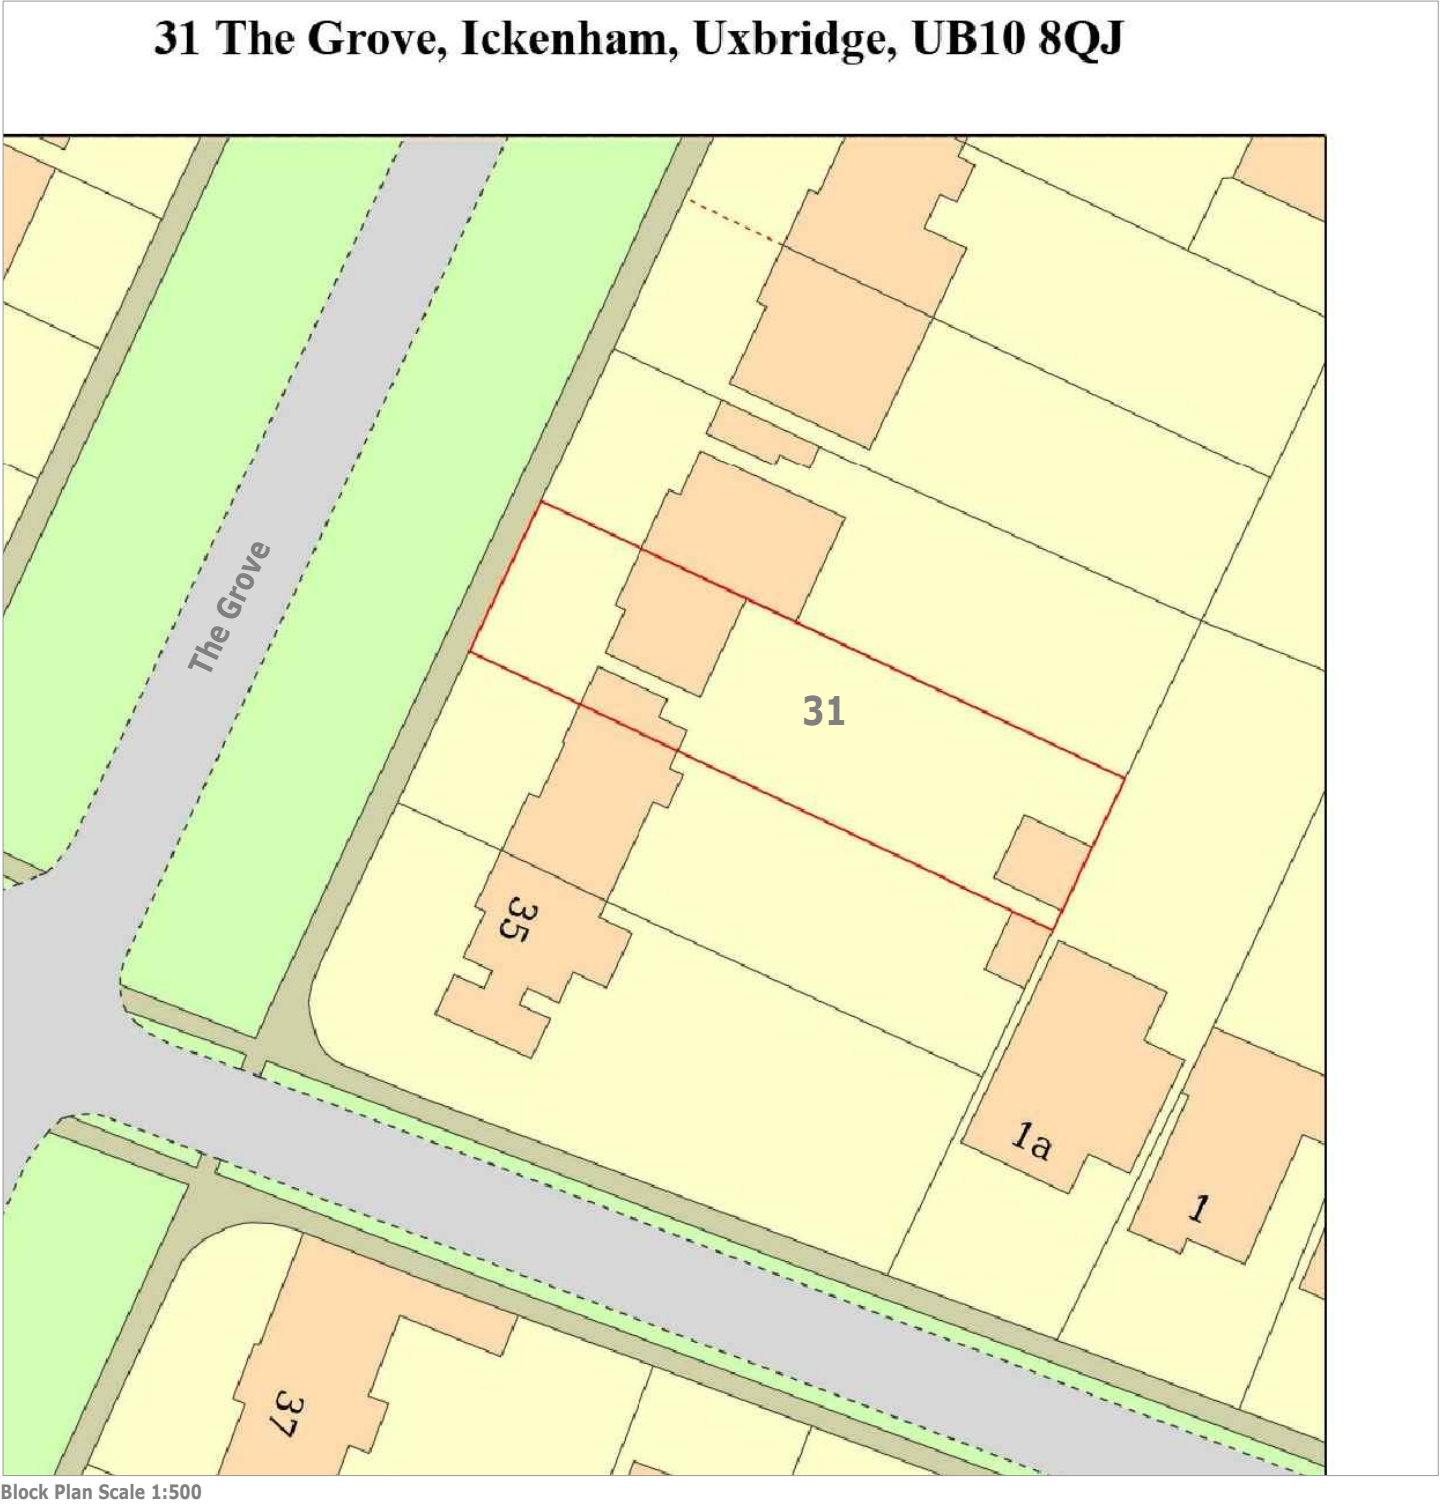 31 The Grove, Ickenham, Uxbridge, UB10 8QJ
The Grove
31
35
1a
1
37
Block Plan Scale 1:500